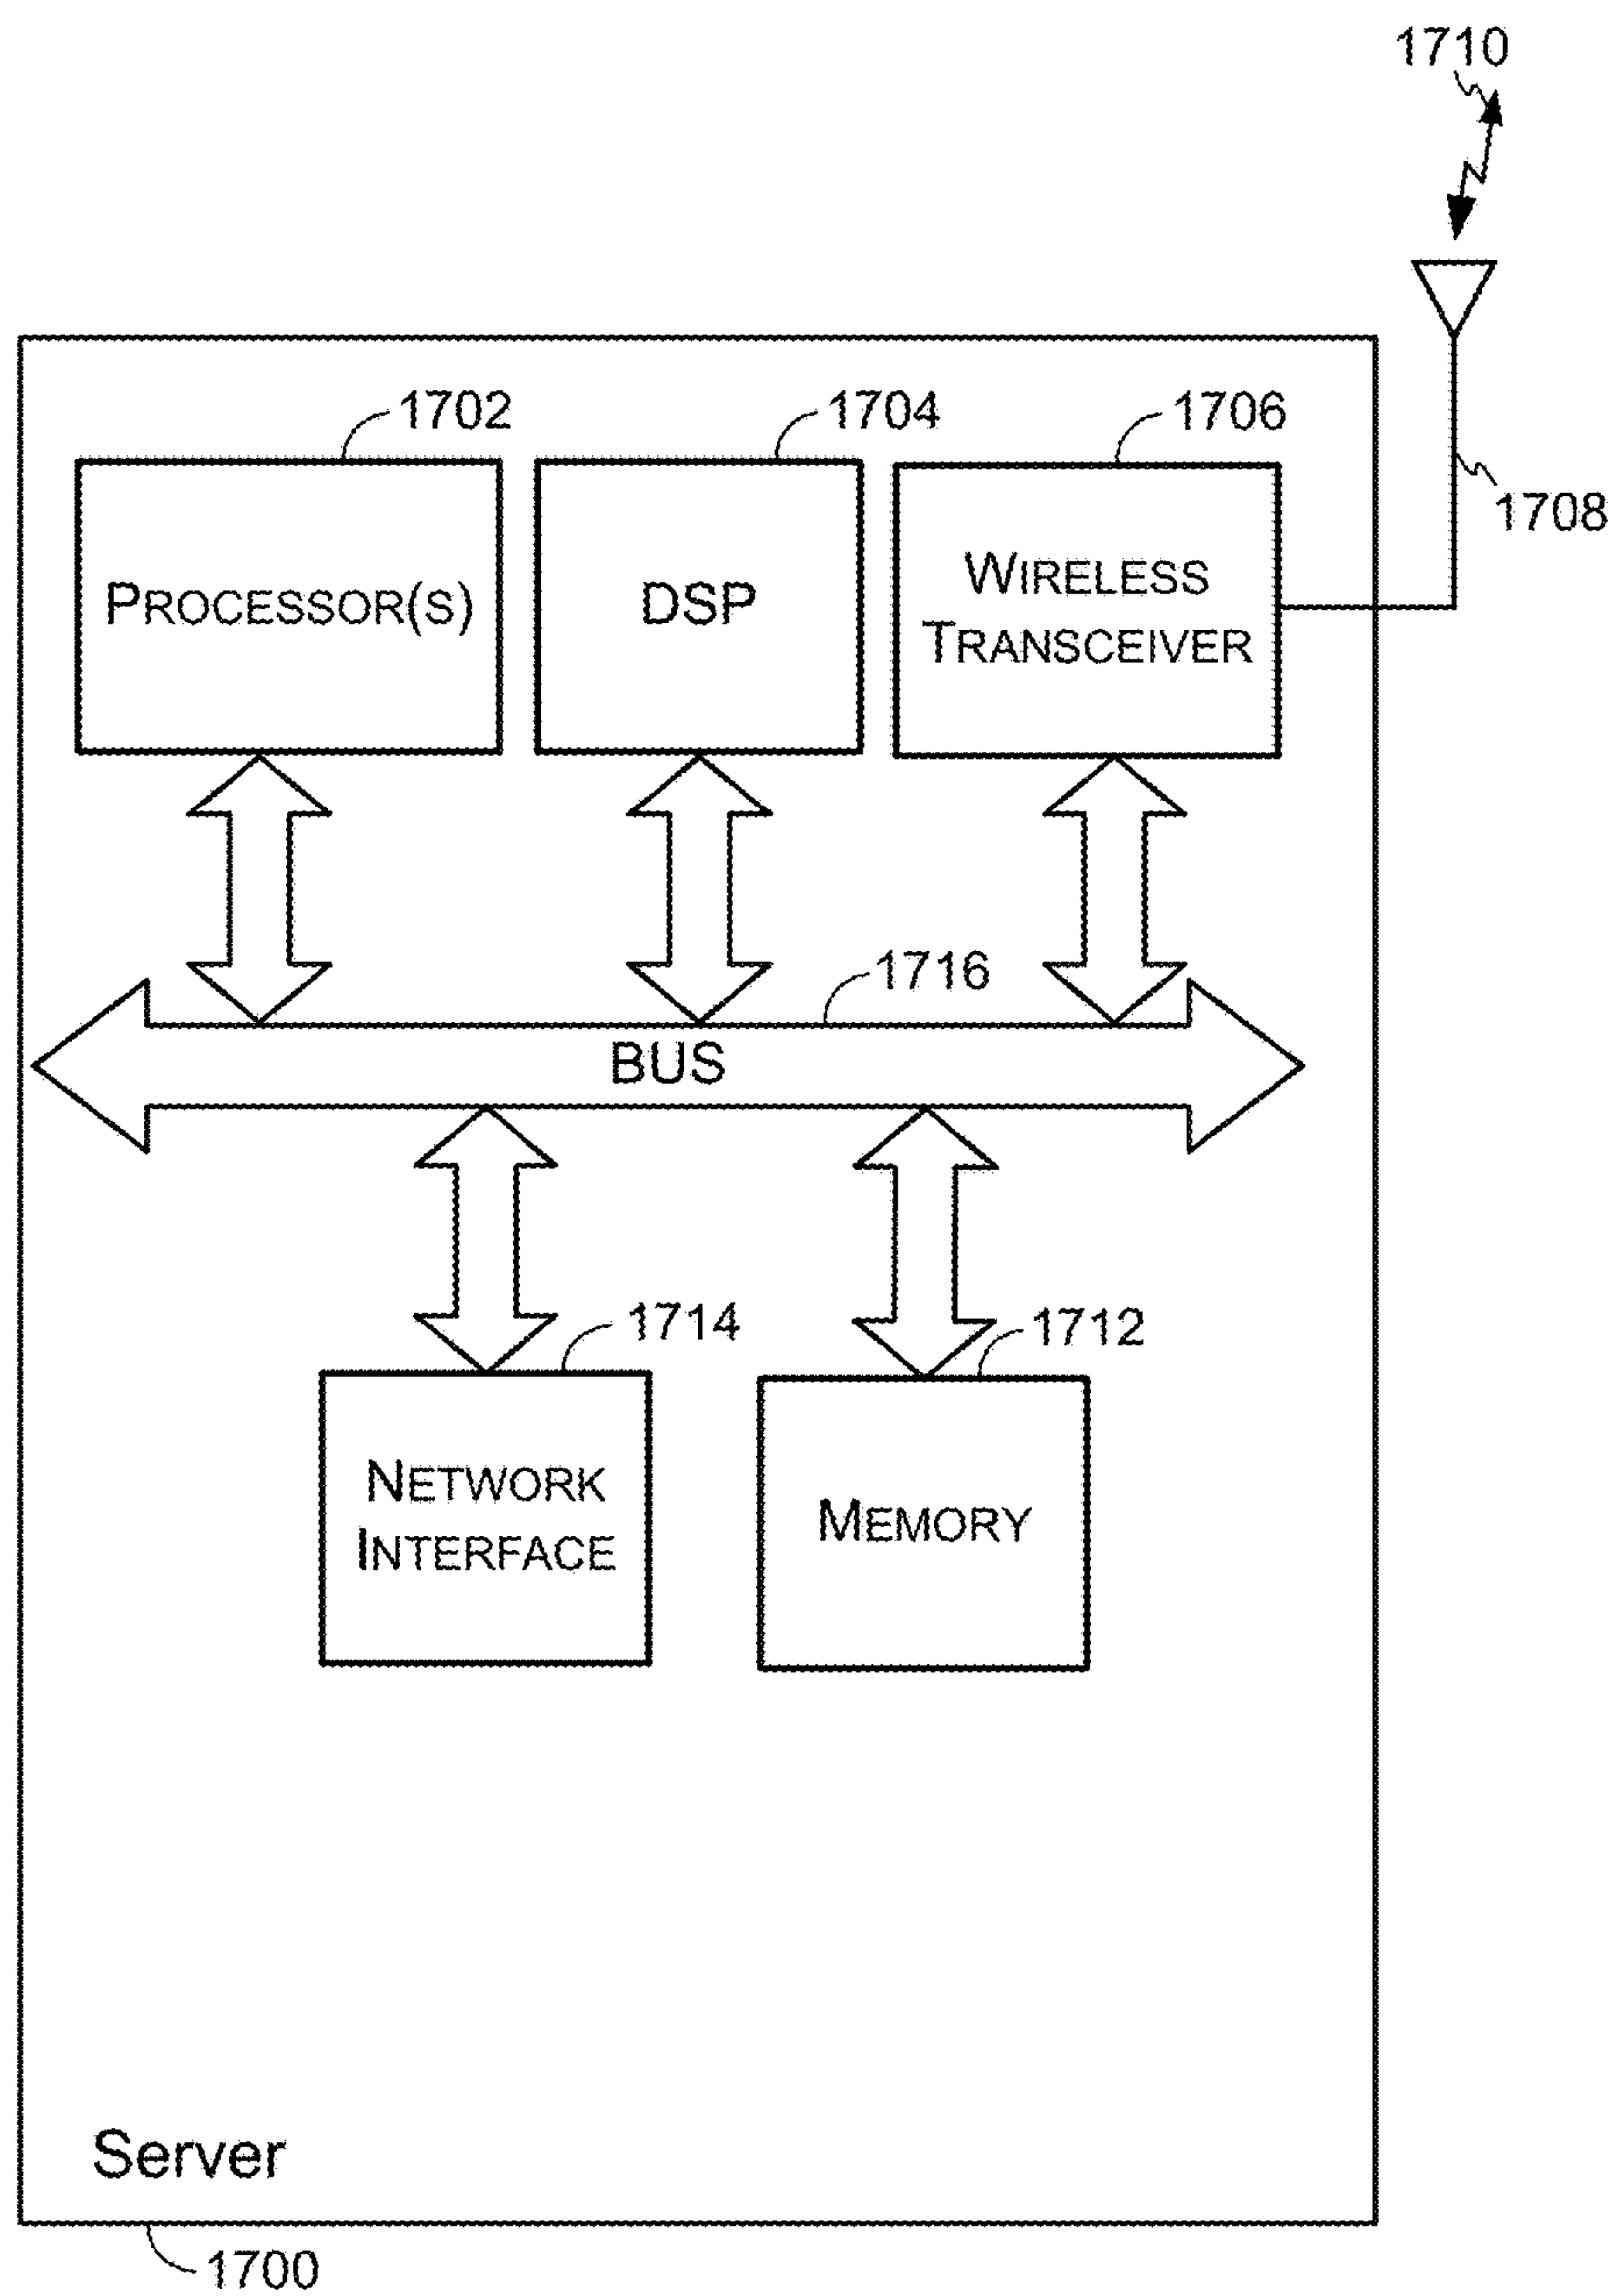 1710
1702
1704
1706
1708
PROCESSOR(S)
DSP
WIRELESS
TRANSCEIVER
1716
BUS
1714
1712
NETWORK
INTERFACE
MEMORY
Server
1700